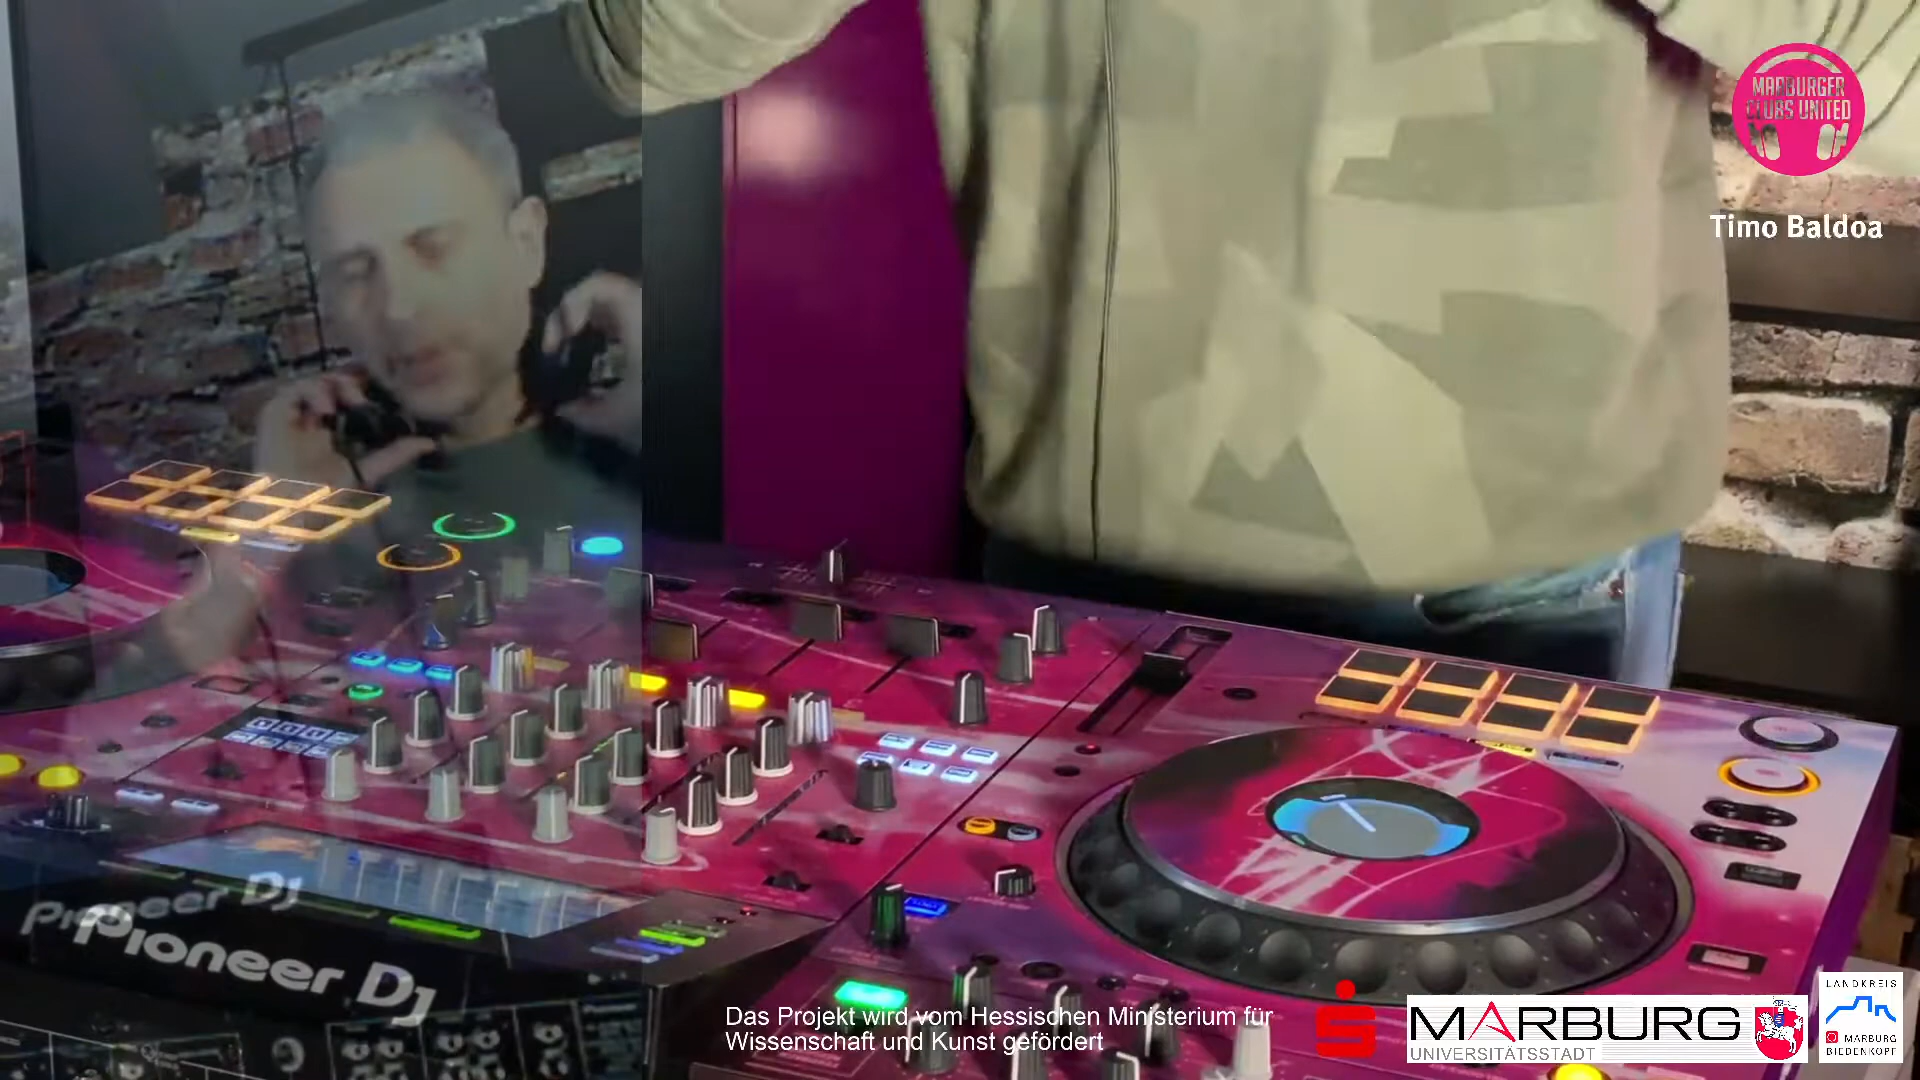 MARBURGER
CLUBS UNITED
Timo Baldoa
Pioneer Dj
Pioneer Dj
Das Projekt wird vom Hessischen Ministerium für
Wissenschaft und Kunst gefördert
MARBURG
UNIVERSITÄTSSTADT
LANDKREIS
MARBURG
BIEDENKOPF